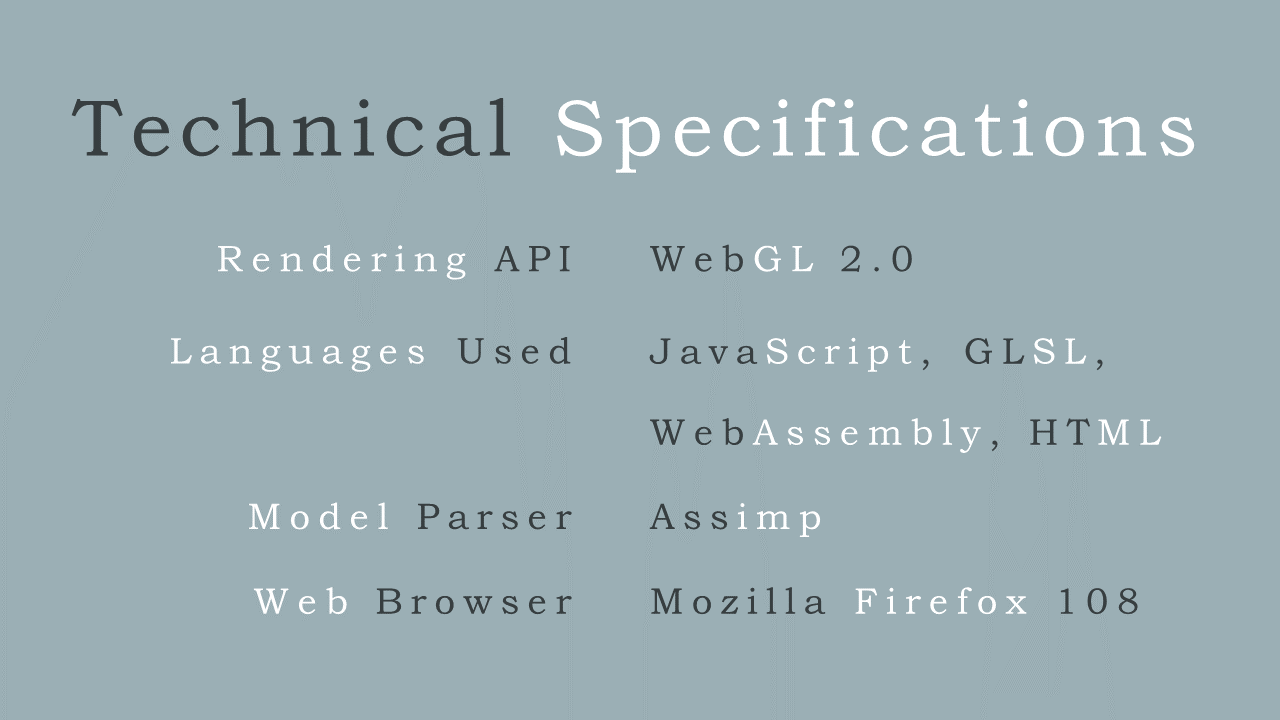 Technical Specifications
Rendering API WebGL 2.0
Languages Used JavaScript, GLSL,
WebAssembly, HTML
Model Parser Assimp
Web Browser Mozilla Firefox 108